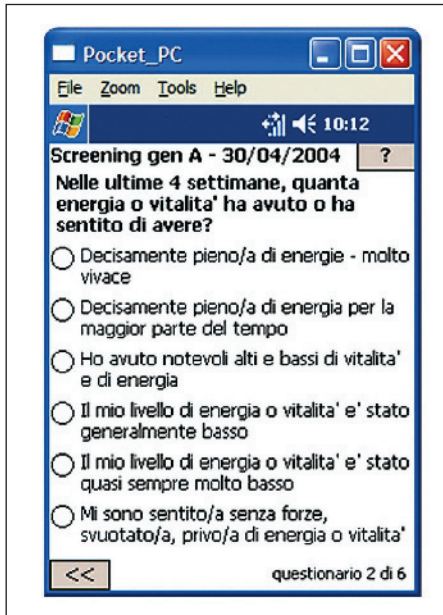 Pocket_PC
File Zoom Tools Help
10:12
Screening gen A - 30/04/2004 ?
Nelle ultime 4 settimane, quanta
energia o vitalita' ha avuto o ha
sentito di avere?
Decisamente pieno/a di energie - molto
vivace
Decisamente pieno/a di energia per la
maggior parte del tempo
Ho avuto notevoli alti e bassi di vitalita'
e di energia
Il mio livello di energia o vitalita' e' stato
generalmente basso
Il mio livello di energia o vitalita' e' stato
quasi sempre molto basso
Mi sono sentito/a senza forze,
svuotato/a, privo/a di energia o vitalita'
<< questionario 2 di 6